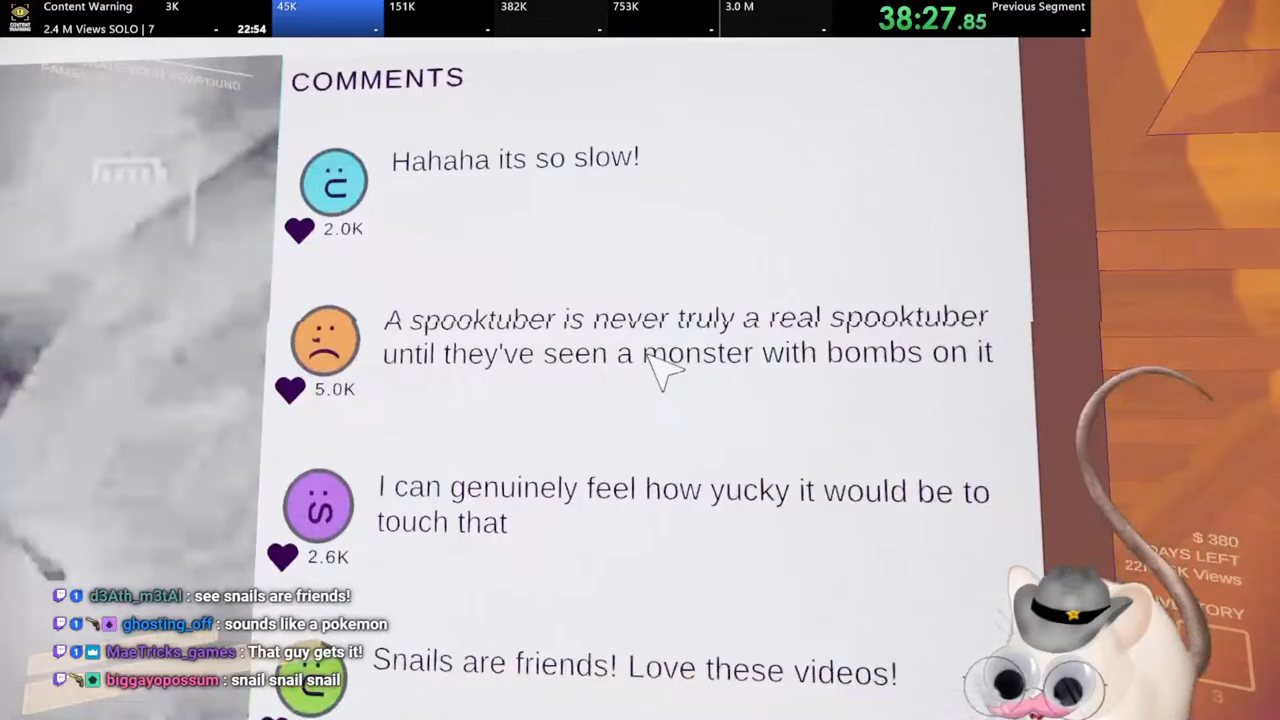 Content Warning 3K 45K 151K 382K 753K 3.0 M 38:27.85 Previous Segment
2.4 M Views SOLO | 7 - 22:54 - - - - - -
CONTENT WARNING
COMMENTS
Hahaha its so slow!
2.0K
A spooktuber is never truly a real spooktuber
until they've seen a monster with bombs on it
5.0K
I can genuinely feel how yucky it would be to
touch that
2.6K
Snails are friends! Love these videos!
d3Ath_m3tAl : see snails are friends!
ghosting_off : sounds like a pokemon
MaeTricks_games : That guy gets it!
biggayopossum : snail snail snail
$ 380
DAYS LEFT
Views
3